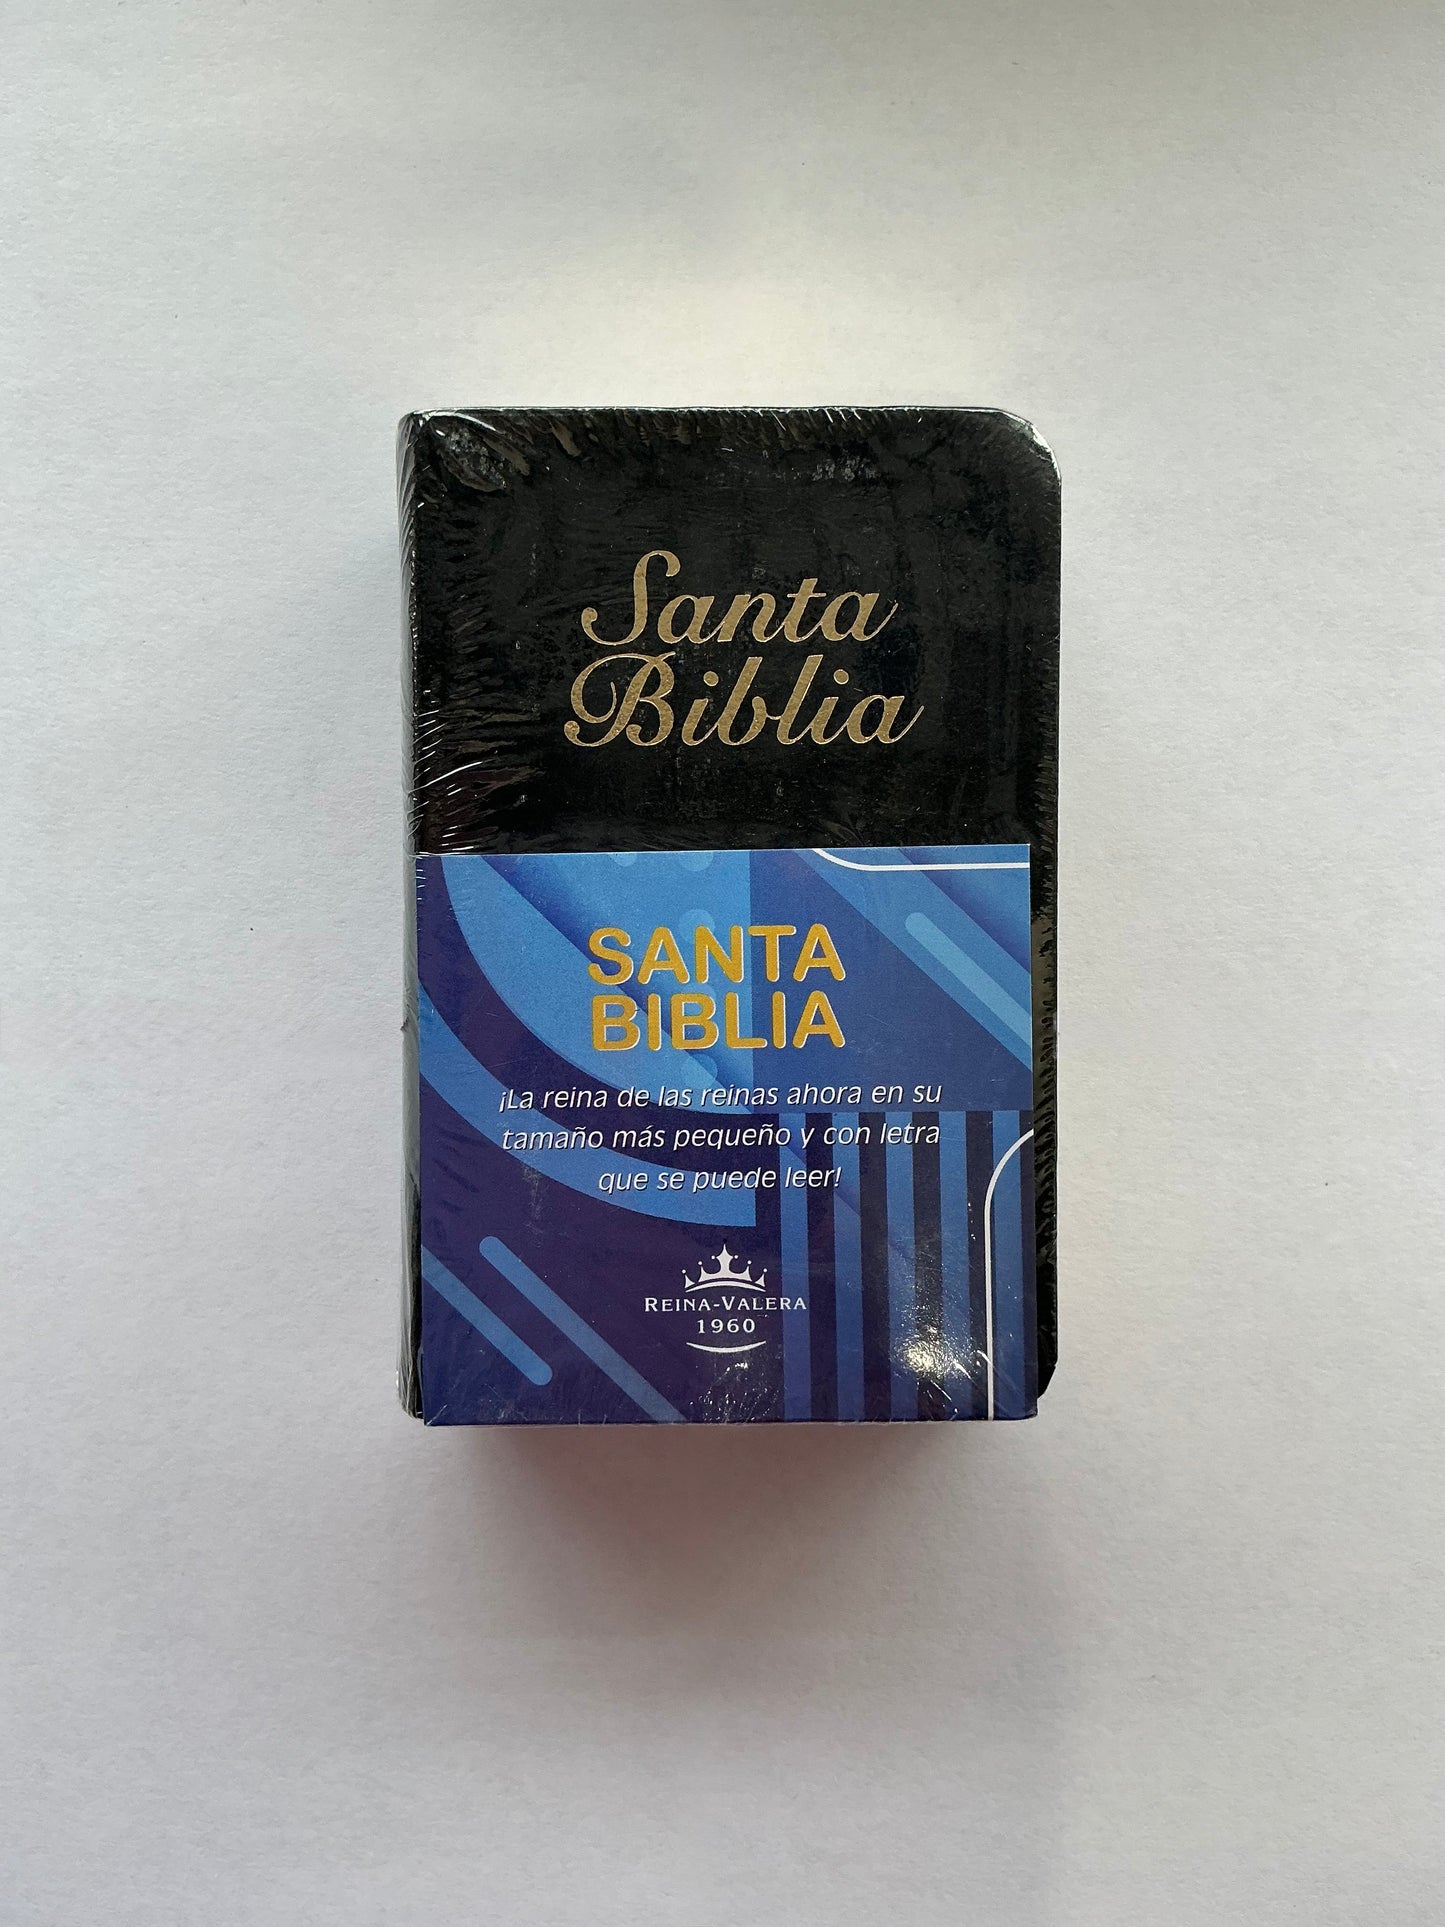 Santa
Biblia
SANTA
BIBLIA
¡La reina de las reinas ahora en su
tamaño más pequeño y con letra
que se puede leer!
REINA-VALERA
1960